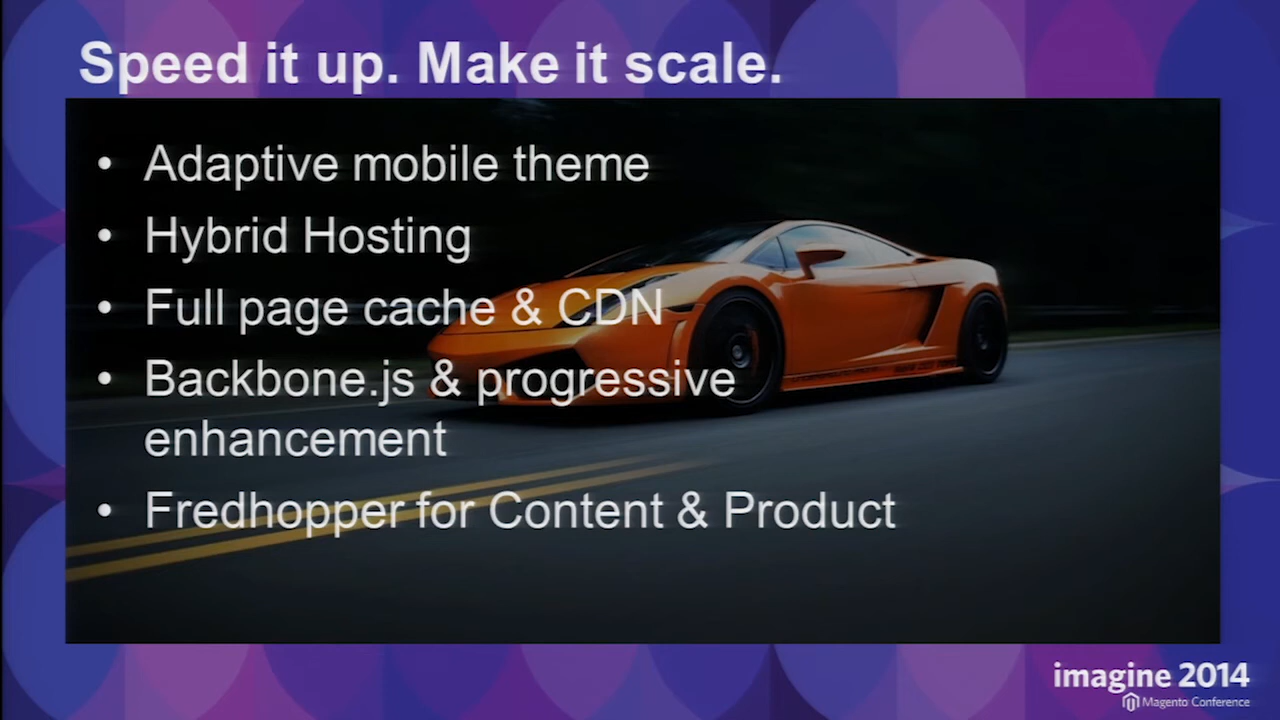 Speed it up. Make it scale.
• Adaptive mobile theme
• Hybrid Hosting
• Full page cache & CDN
• Backbone.js & progressive
enhancement
• Fredhopper for Content & Product
imagine 2014
Magento Conference